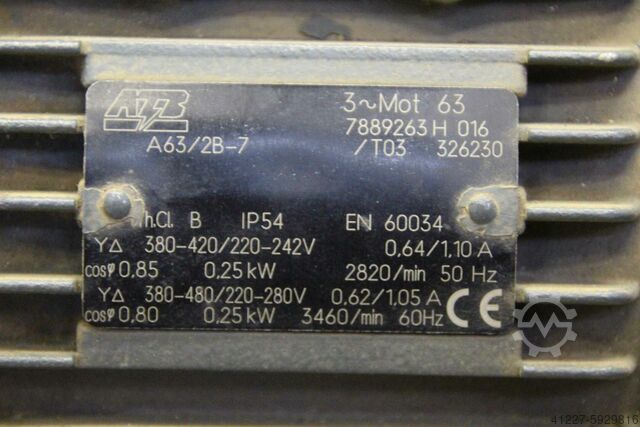 ATB
3~Mot 63
7889263 H 016
A63/2B-7
/T03 326230
h.Cl. B IP54 EN 60034
Y∆ 380-420/220-242V 0,64/1,10 A
cosφ 0,85 0,25 kW 2820/min 50 Hz
Y∆ 380-480/220-280V 0,62/1,05 A
cosφ 0,80 0,25 kW 3460/min 60Hz CE
41227-5929816